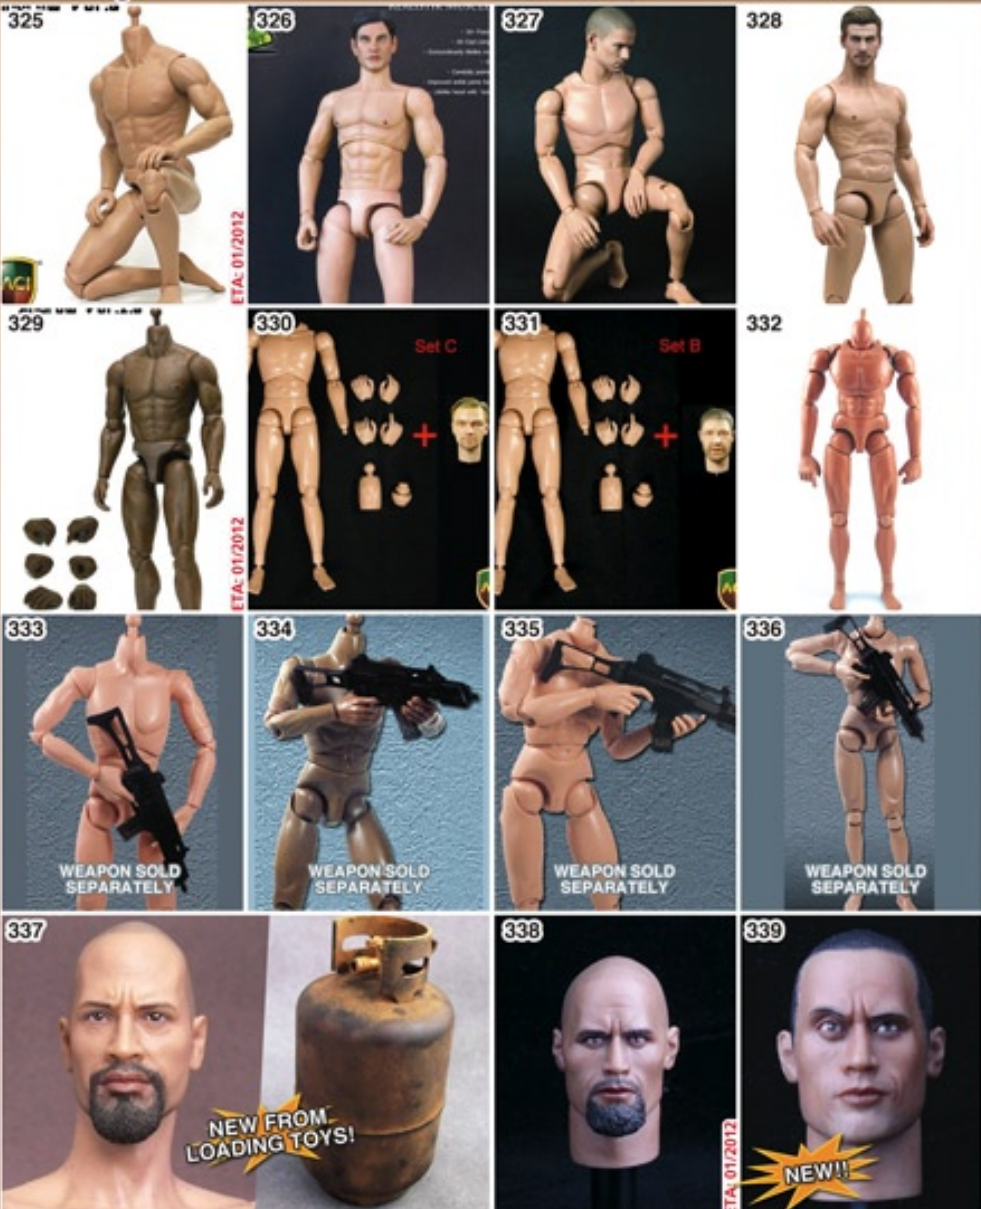 325
ACI
ETA: 01/2012
326
327
328
329
ETA: 01/2012
330
Set C
+
331
Set B
+
332
333
WEAPON SOLD
SEPARATELY
334
WEAPON SOLD
SEPARATELY
335
WEAPON SOLD
SEPARATELY
336
WEAPON SOLD
SEPARATELY
337
NEW FROM
LOADING TOYS!
338
ETA: 01/2012
339
NEW!!